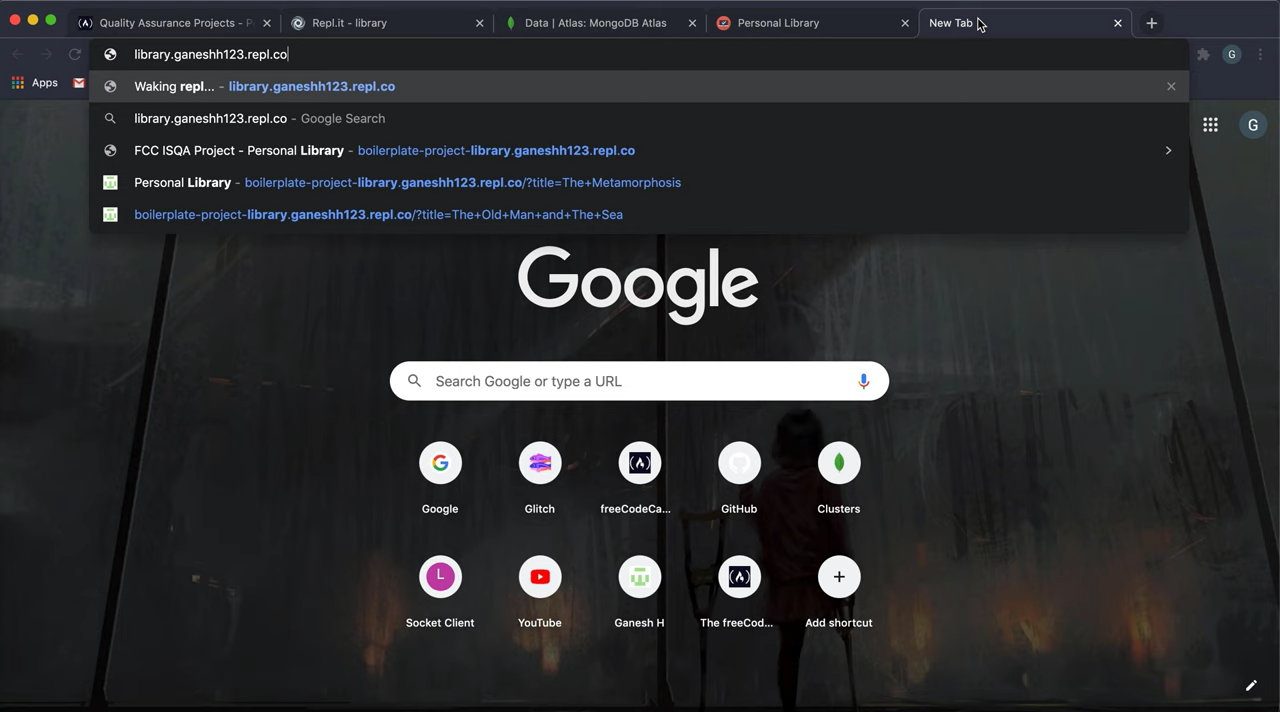 Quality Assurance Projects - P
Repl.it - library
Data | Atlas: MongoDB Atlas
Personal Library
New Tab
library.ganeshh123.repl.co
G
Apps
Waking repl... - library.ganeshh123.repl.co
library.ganeshh123.repl.co - Google Search
FCC ISQA Project - Personal Library - boilerplate-project-library.ganeshh123.repl.co
Personal Library - boilerplate-project-library.ganeshh123.repl.co/?title=The+Metamorphosis
boilerplate-project-library.ganeshh123.repl.co/?title=The+Old+Man+and+The+Sea
G
Google
Search Google or type a URL
Google
Glitch
freeCodeCa...
GitHub
Clusters
L
Socket Client
YouTube
Ganesh H
The freeCod...
Add shortcut